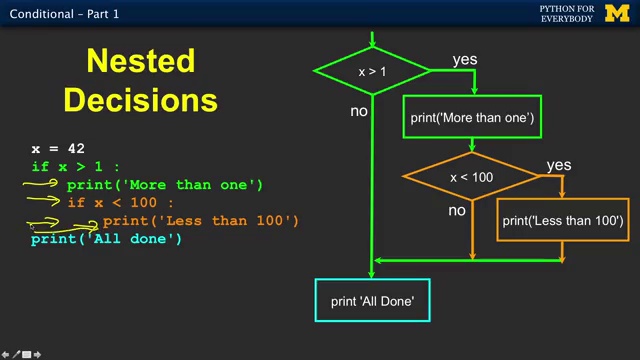 Conditional – Part 1
PYTHON FOR
EVERYBODY
M
Nested
Decisions
x = 42
if x > 1 :
print('More than one')
if x < 100 :
print('Less than 100')
print('All done')
x > 1
yes
no
print('More than one')
x < 100
yes
no
print('Less than 100')
print 'All Done'